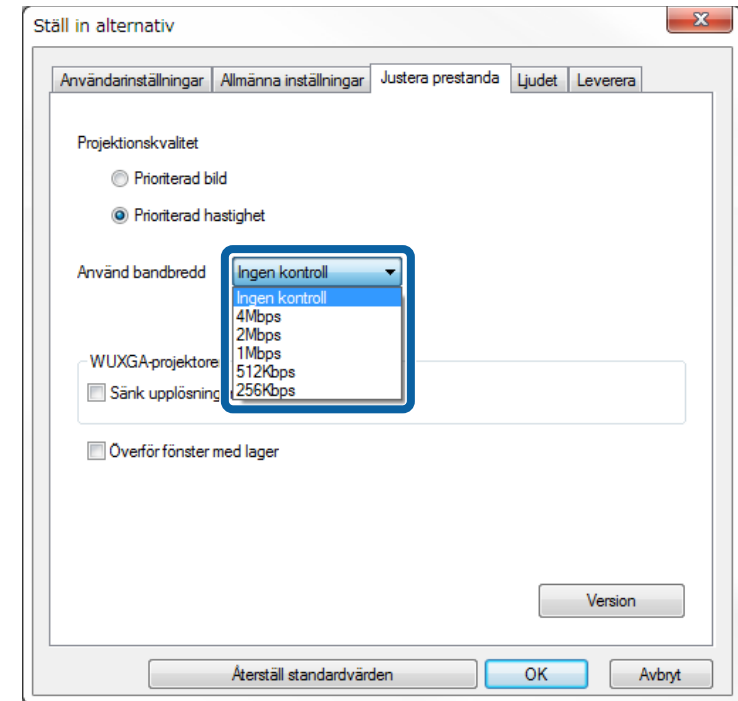 Ställ in alternativ
Användarinställningar Allmänna inställningar Justera prestanda Ljudet Leverera
Projektionskvalitet
Prioriterad bild
Prioriterad hastighet
Använd bandbredd Ingen kontroll
Ingen kontroll
4Mbps
2Mbps
1Mbps
512Kbps
256Kbps
WUXGA-projektore
Sänk upplösning
Överför fönster med lager
Version
Återställ standardvärden OK Avbryt